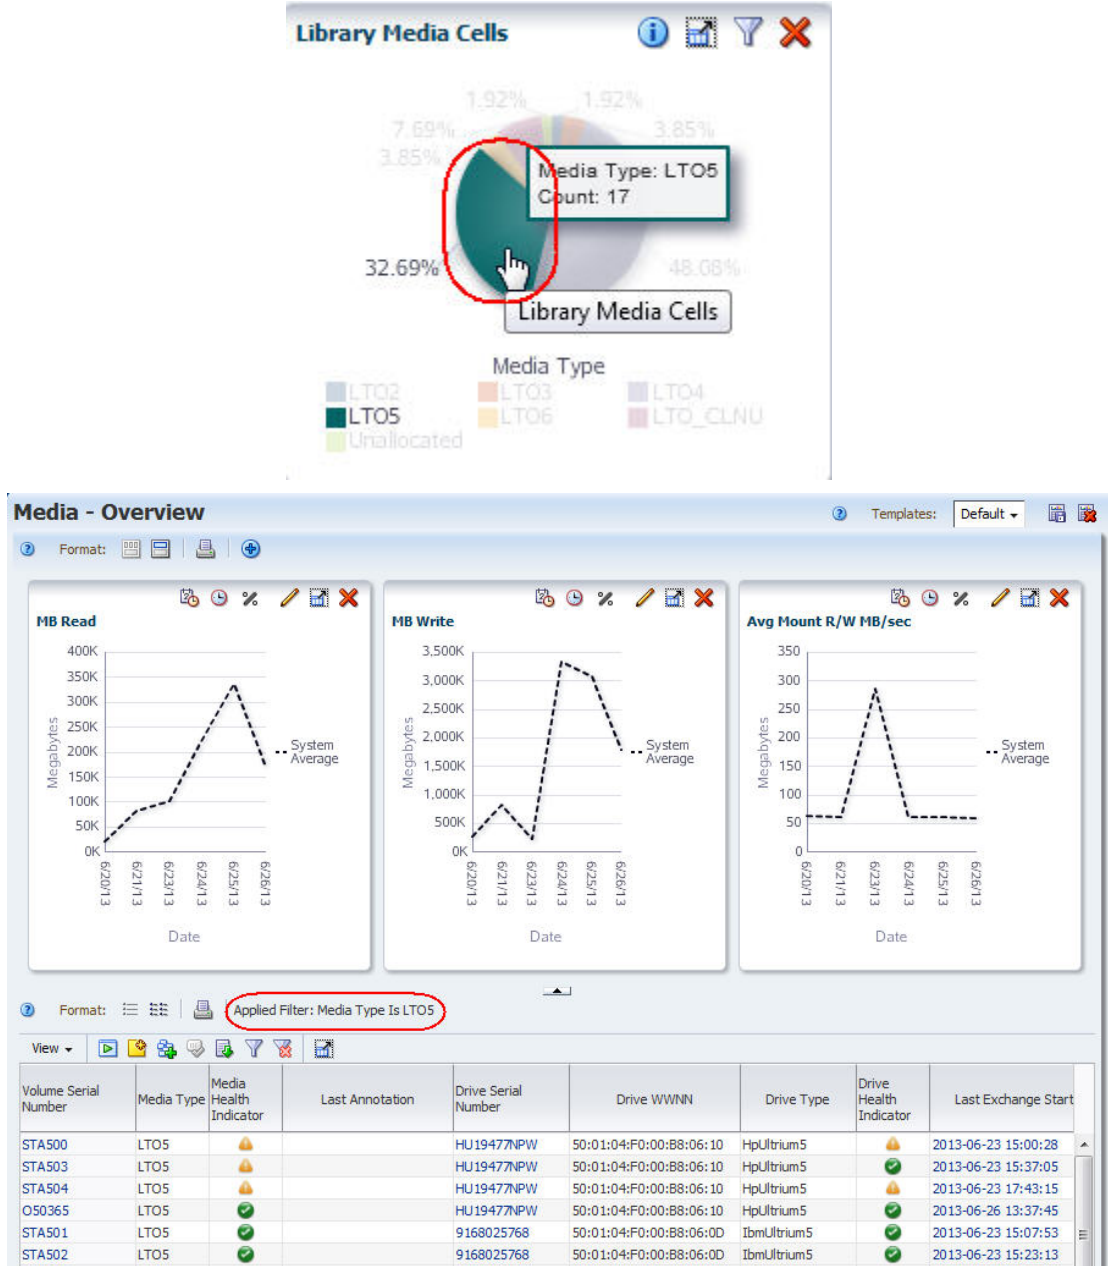 Library Media Cells
1.92% 1.92%
7.69% 3.85%
3.85%
Media Type: LTO5
Count: 17
32.69% 48.08%
Library Media Cells
Media Type
LTO2 LTO3 LTO4
LTO5 LTO6 LTO_CLNU
Unallocated
Media - Overview
Templates: Default
Format:
MB Read
400K
350K
300K
250K
200K
150K
100K
50K
0K
Megabytes
System
Average
6/20/13 6/21/13 6/23/13 6/24/13 6/25/13 6/26/13
Date
MB Write
3,500K
3,000K
2,500K
2,000K
1,500K
1,000K
500K
0K
Megabytes
System
Average
6/20/13 6/21/13 6/23/13 6/24/13 6/25/13 6/26/13
Date
Avg Mount R/W MB/sec
350
300
250
200
150
100
50
0
Megabytes
System
Average
6/20/13 6/21/13 6/23/13 6/24/13 6/25/13 6/26/13
Date
Format: Applied Filter: Media Type Is LTO5
View
Volume Serial Number Media Type Media Health Indicator Last Annotation Drive Serial Number Drive WWNN Drive Type Drive Health Indicator Last Exchange Start
STA500 LTO5 HU19477NPW 50:01:04:F0:00:B8:06:10 HpUltrium5 2013-06-23 15:00:28
STA503 LTO5 HU19477NPW 50:01:04:F0:00:B8:06:10 HpUltrium5 2013-06-23 15:37:05
STA504 LTO5 HU19477NPW 50:01:04:F0:00:B8:06:10 HpUltrium5 2013-06-23 17:43:15
O50365 LTO5 HU19477NPW 50:01:04:F0:00:B8:06:10 HpUltrium5 2013-06-26 13:37:45
STA501 LTO5 9168025768 50:01:04:F0:00:B8:06:0D IbmUltrium5 2013-06-23 15:07:53
STA502 LTO5 9168025768 50:01:04:F0:00:B8:06:0D IbmUltrium5 2013-06-23 15:23:13